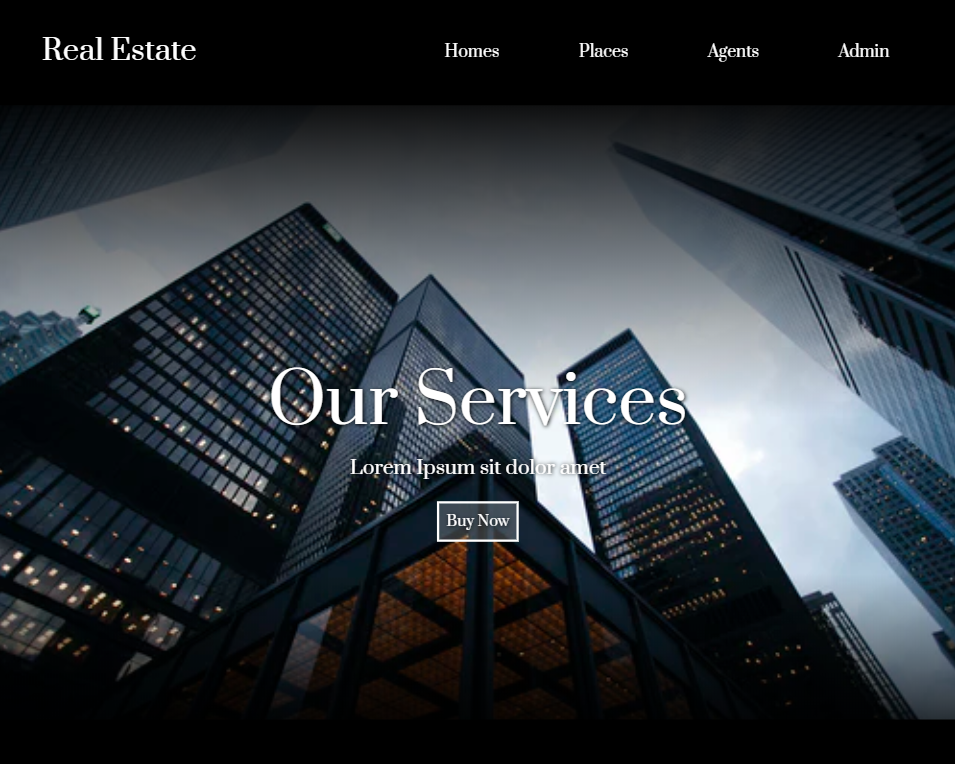 Real Estate
Homes Places Agents Admin
Our Services
Lorem Ipsum sit dolor amet
Buy Now